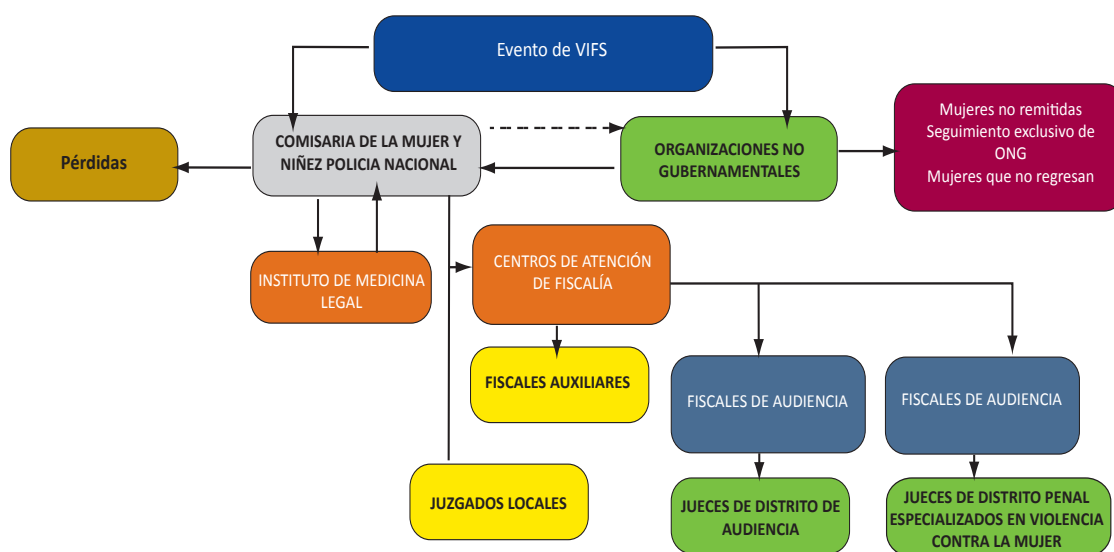 Evento de VIFS
Mujeres no remitidas
Seguimiento exclusivo de
ONG
Mujeres que no regresan
Pérdidas
COMISARIA DE LA MUJER Y
NIÑEZ POLICIA NACIONAL
ORGANIZACIONES NO
GUBERNAMENTALES
INSTITUTO DE MEDICINA
LEGAL
CENTROS DE ATENCIÓN
DE FISCALÍA
FISCALES AUXILIARES
FISCALES DE AUDIENCIA
FISCALES DE AUDIENCIA
JUZGADOS LOCALES
JUECES DE DISTRITO DE
AUDIENCIA
JUECES DE DISTRITO PENAL
ESPECIALIZADOS EN VIOLENCIA
CONTRA LA MUJER